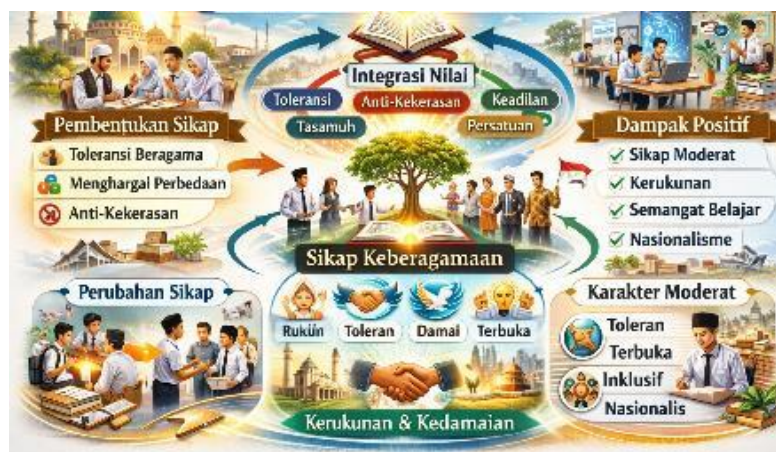 Integrasi Nilai
Toleransi
Anti-Kekerasan
Keadilan
Tasamuh
Persatuan
Pembentukan Sikap
Toleransi Beragama
Menghargal Perbedaan
Anti-Kekerasan
Dampak Positif
Sikap Moderat
Kerukunan
Semangat Belajar
Nasionalisme
Sikap Keberagamaan
Rukiin
Toleran
Damai
Terbuka
Kerukunan & Kedamaian
Perubahan Sikap
Karakter Moderat
Toleran
Terbuka
Inklusif
Nasionalis